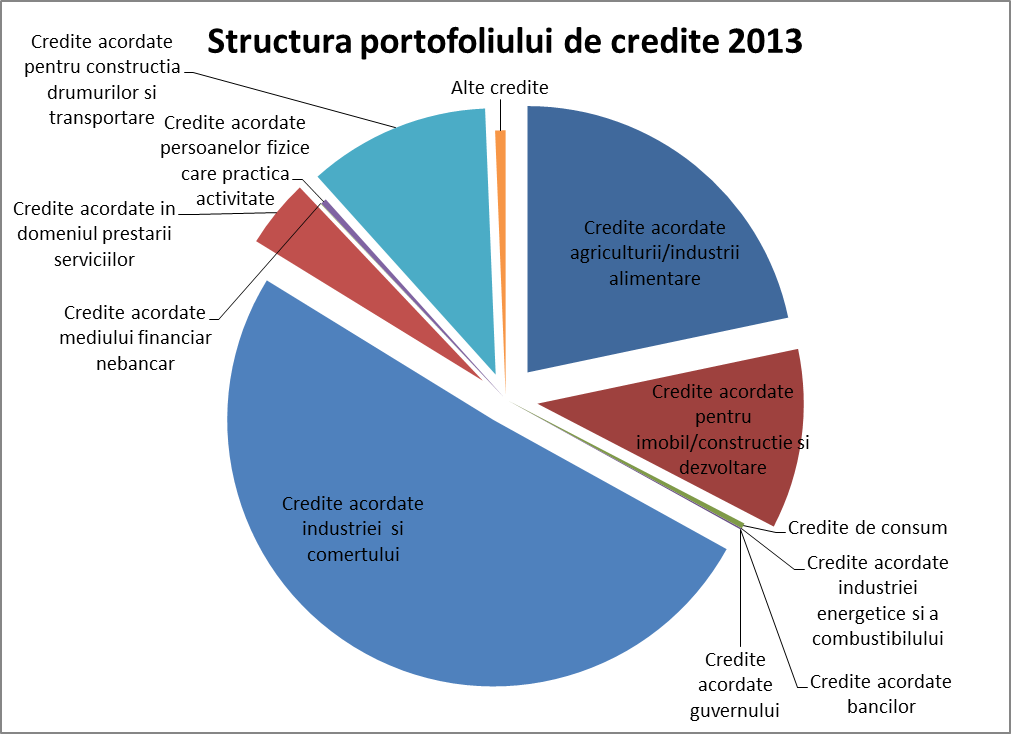 Structura portofoliului de credite 2013
Credite acordate
pentru constructia
drumurilor si
transportare
Alte credite
Credite acordate
persoanelor fizice
care practica
activitate
Credite acordate in
domeniul prestarii
serviciilor
Credite acordate
mediului financiar
nebancar
Credite acordate
agriculturii/industrii
alimentare
Credite acordate
pentru
imobil/constructie si
dezvoltare
Credite acordate
industriei si
comertului
Credite de consum
Credite acordate
industriei
energetice si a
combustibilului
Credite
acordate
guvernului
Credite acordate
bancilor